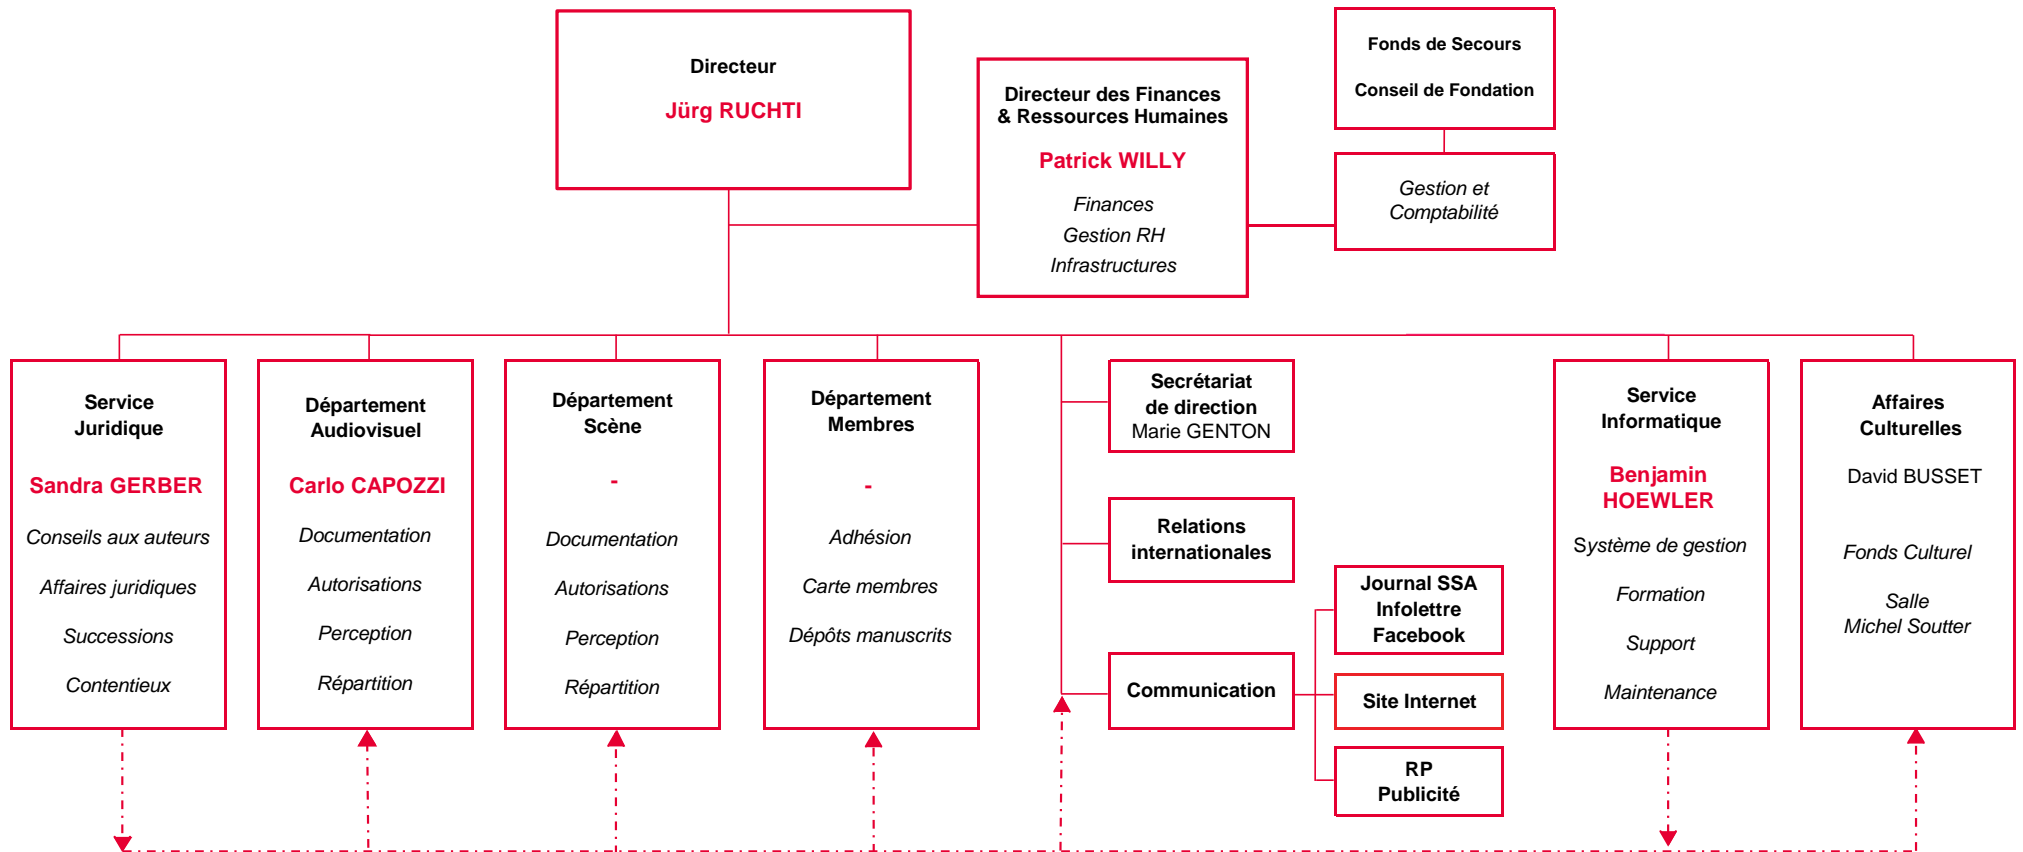 Directeur
Jürg RUCHTI
Directeur des Finances
& Ressources Humaines
Patrick WILLY
Finances
Gestion RH
Infrastructures
Fonds de Secours
Conseil de Fondation
Gestion et
Comptabilité
Service
Juridique
Sandra GERBER
Conseils aux auteurs
Affaires juridiques
Successions
Contentieux
Département
Audiovisuel
Carlo CAPOZZI
Documentation
Autorisations
Perception
Répartition
Département
Scène
-
Documentation
Autorisations
Perception
Répartition
Département
Membres
-
Adhésion
Carte membres
Dépôts manuscrits
Secrétariat
de direction
Marie GENTON
Relations
internationales
Communication
Journal SSA
Infolettre
Facebook
Site Internet
RP
Publicité
Service
Informatique
Benjamin
HOEWLER
Système de gestion
Formation
Support
Maintenance
Affaires
Culturelles
David BUSSET
Fonds Culturel
Salle
Michel Soutter